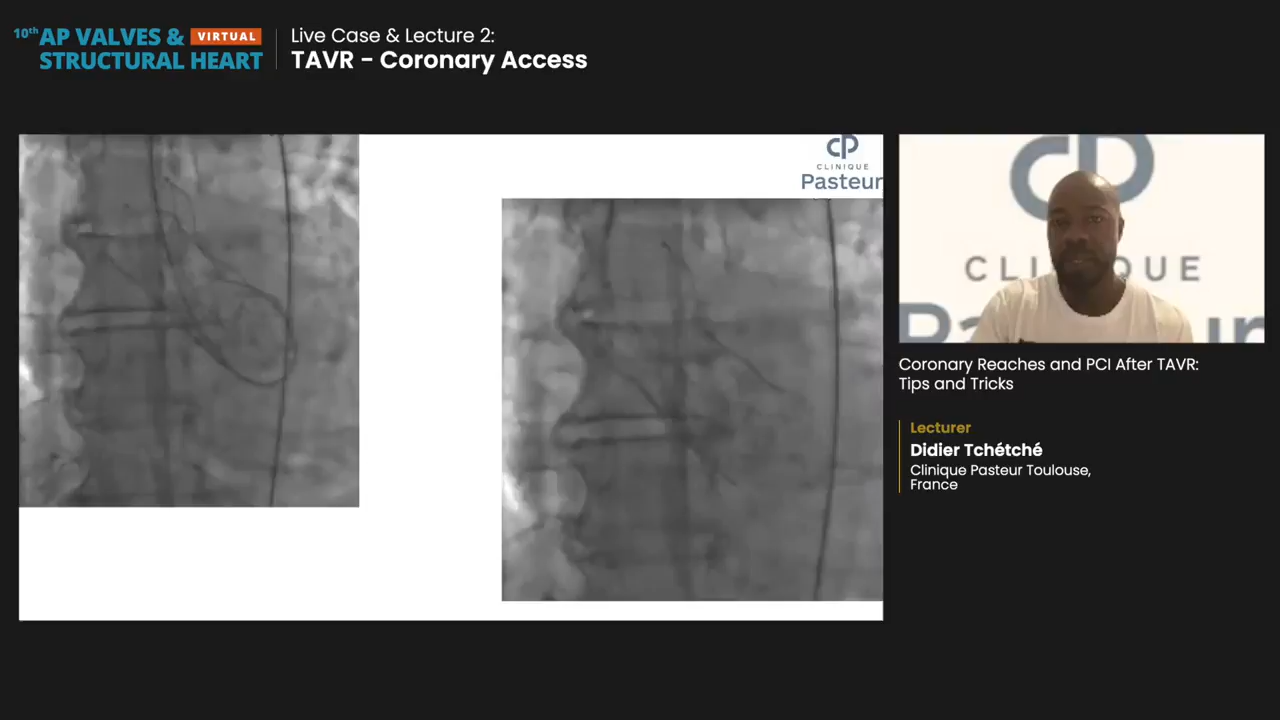 10th AP VALVES & VIRTUAL
STRUCTURAL HEART
Live Case & Lecture 2:
TAVR - Coronary Access
CLINIQUE
Pasteur
CLINIQUE
Pasteur
Coronary Reaches and PCI After TAVR:
Tips and Tricks
Lecturer
Didier Tchétché
Clinique Pasteur Toulouse,
France